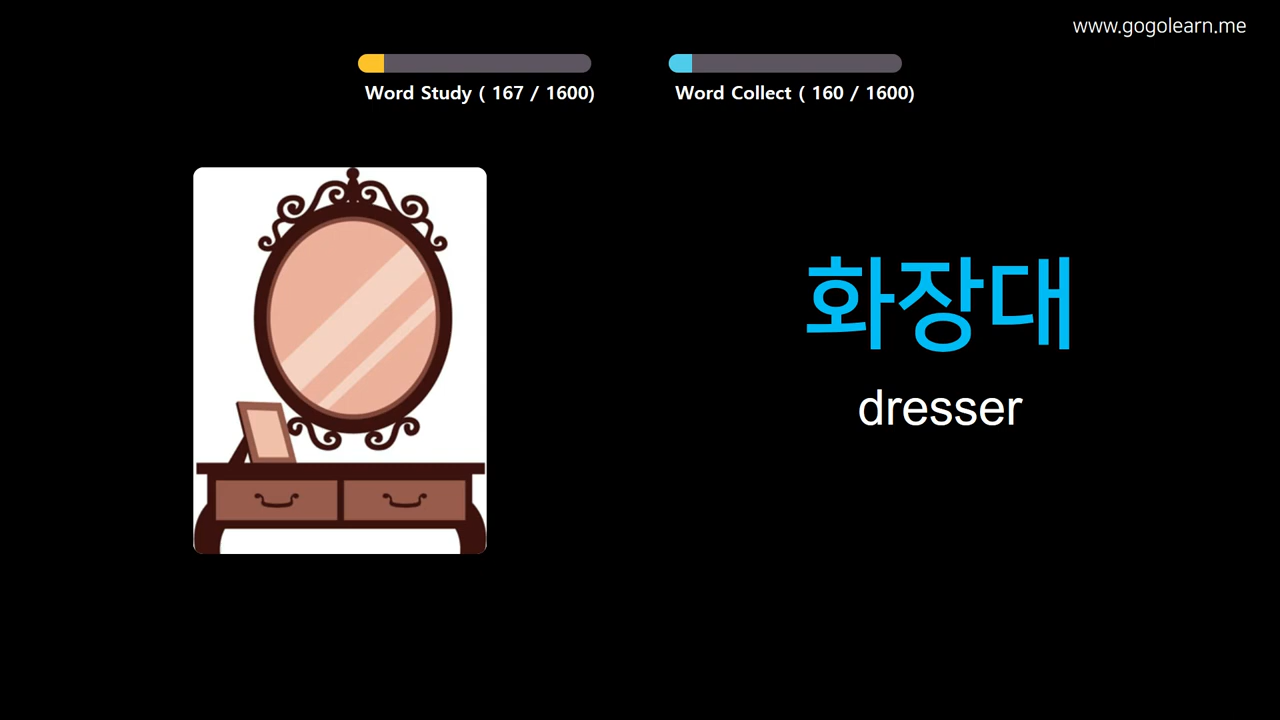 www.gogolearn.me
Word Study ( 167 / 1600)
Word Collect ( 160 / 1600)
화장대
dresser